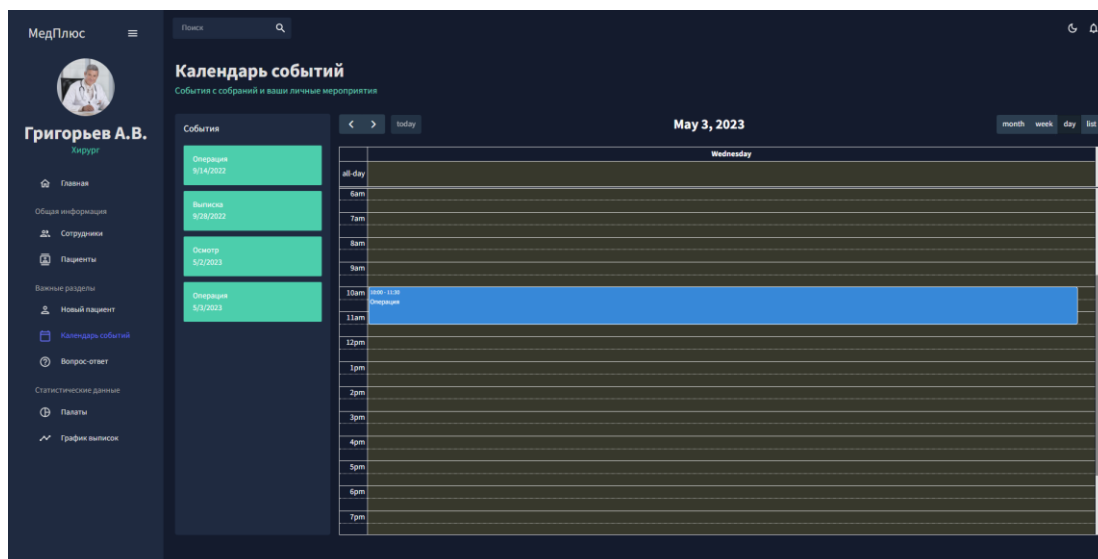 МедПлюс
Григорьев А.В.
Хирург
Главная
Общая информация
Сотрудники
Пациенты
Важные разделы
Новый пациент
Календарь событий
Вопрос-ответ
Статистические данные
Палаты
График выписок
Поиск
Календарь событий
События с собраний и ваши личные мероприятия
События
Операция
9/14/2022
Выписка
9/28/2022
Осмотр
5/2/2023
Операция
5/3/2023
today
May 3, 2023
month week day list
Wednesday
all-day
6am
7am
8am
9am
10am
10:00 - 11:30
Операция
11am
12pm
1pm
2pm
3pm
4pm
5pm
6pm
7pm